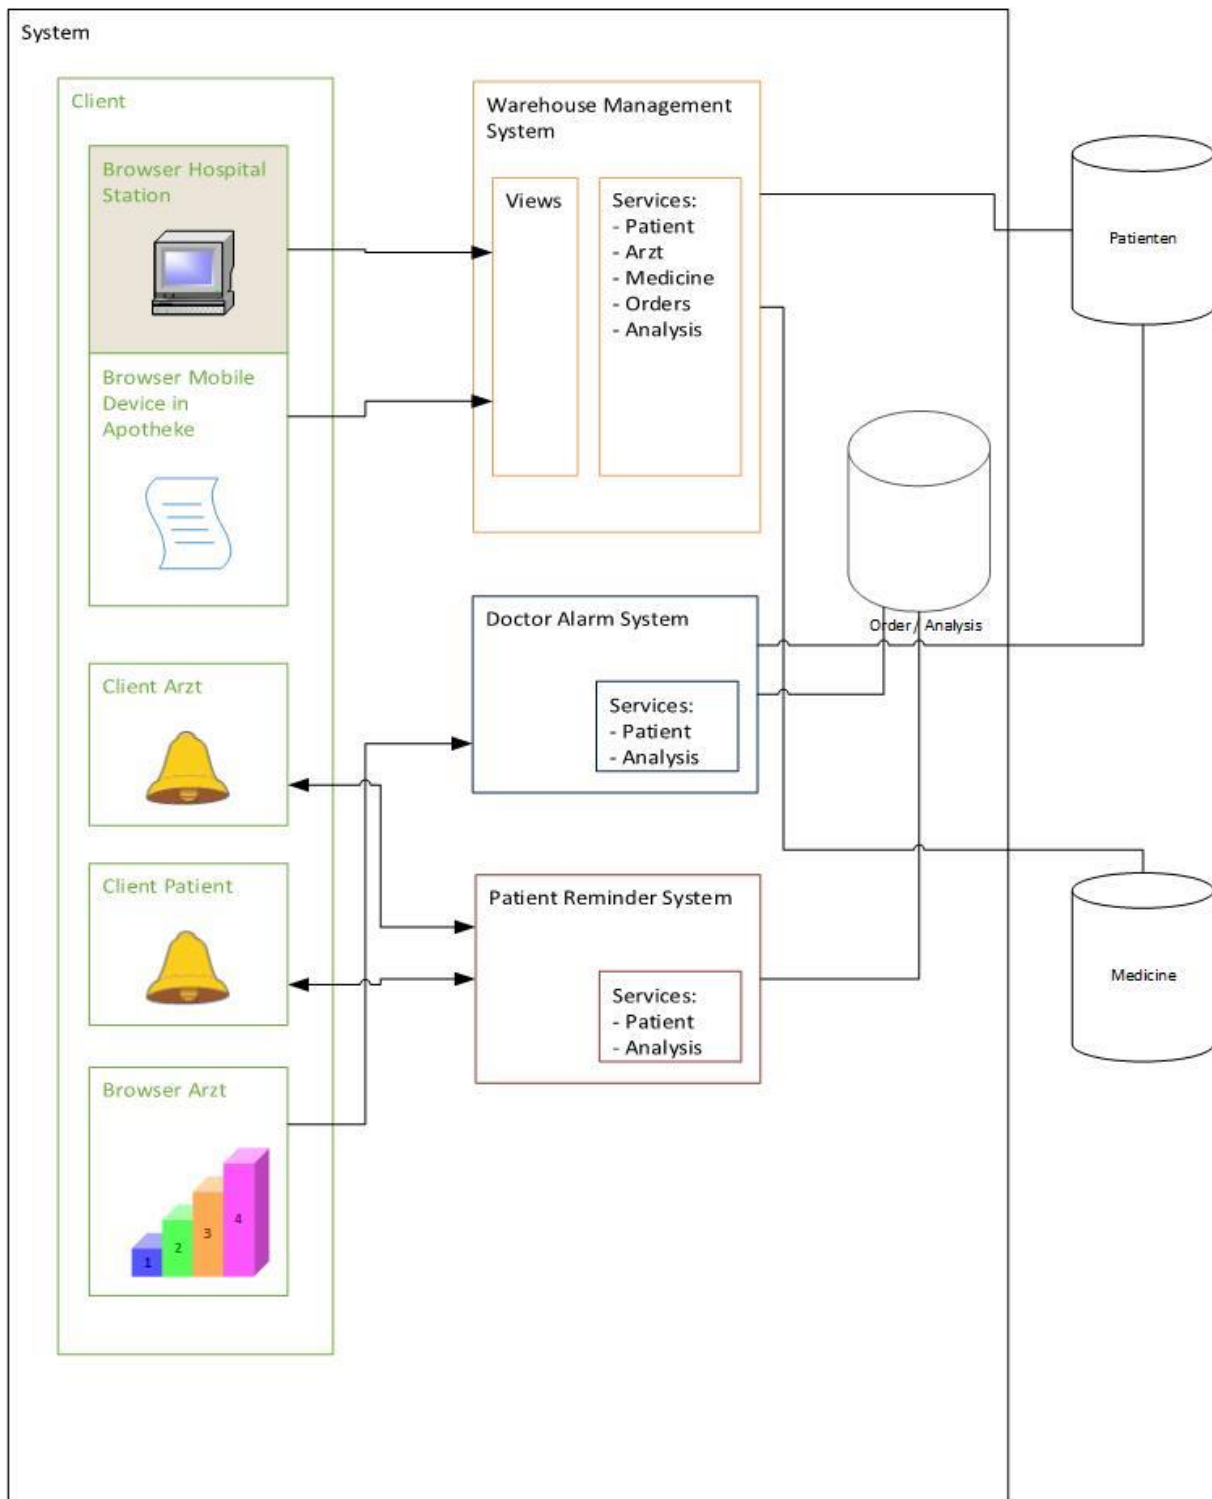 System
Client
Browser Hospital
Station
Browser Mobile
Device in
Apotheke
Client Arzt
Client Patient
Browser Arzt
1
2
3
4
Warehouse Management
System
Views
Services:
- Patient
- Arzt
- Medicine
- Orders
- Analysis
Doctor Alarm System
Services:
- Patient
- Analysis
Patient Reminder System
Services:
- Patient
- Analysis
Order / Analysis
Patienten
Medicine